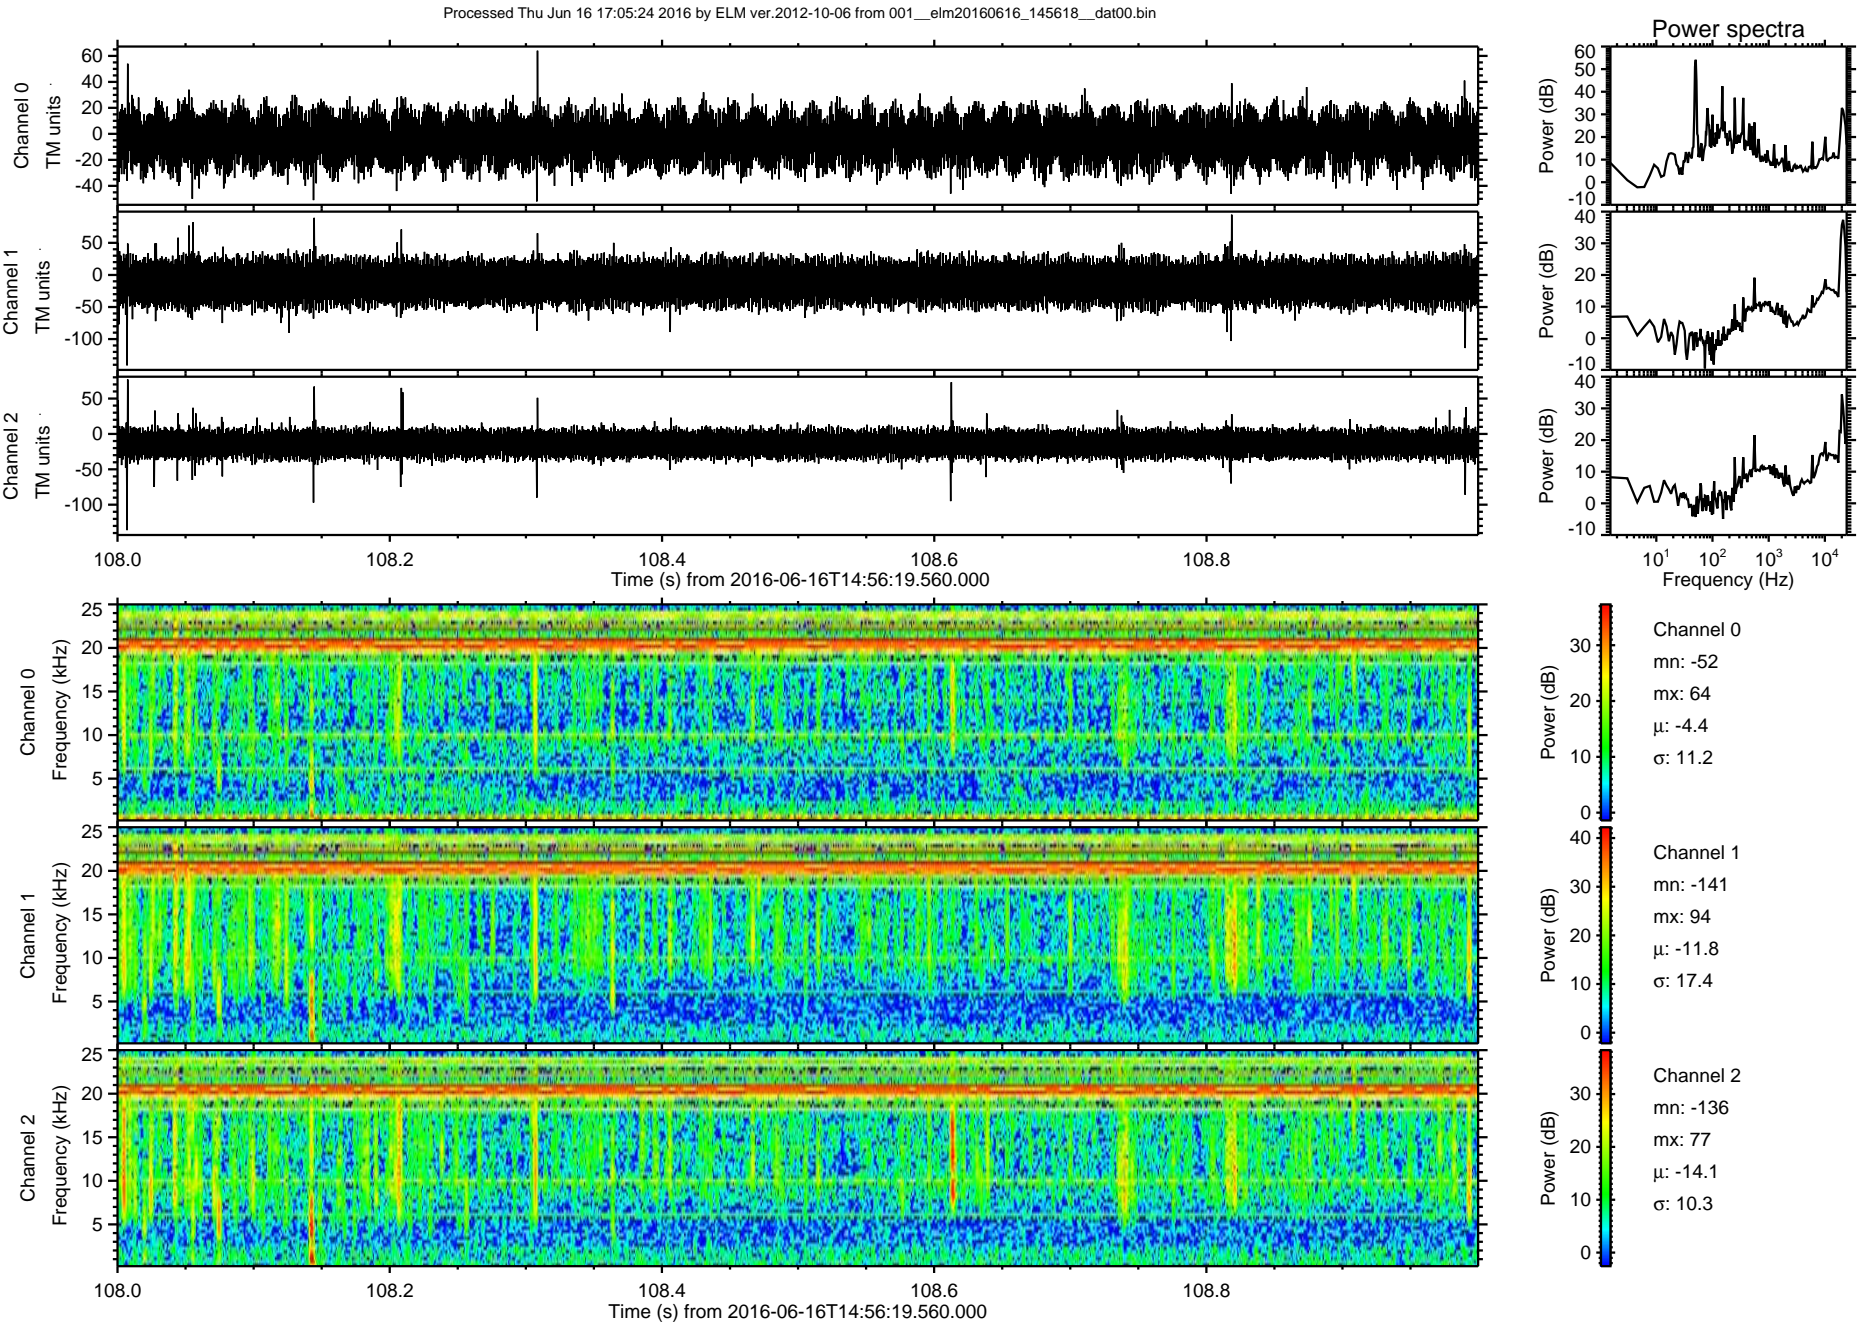 Processed Thu Jun 16 17:05:24 2016 by ELM ver.2012-10-06 from 001__elm20160616_145618__dat00.bin
Power spectra
Channel 0
TM units
60
40
20
0
-20
-40
Power (dB)
60
50
40
30
20
10
0
-10
Channel 1
TM units
50
0
-50
-100
Power (dB)
40
30
20
10
0
-10
Channel 2
TM units
50
0
-50
-100
Power (dB)
40
30
20
10
0
-10
108.0 108.2 108.4 108.6 108.8
Time (s) from 2016-06-16T14:56:19.560.000
10¹ 10² 10³ 10⁴
Frequency (Hz)
Channel 0
Frequency (kHz)
25
20
15
10
5
Power (dB)
30
20
10
0
Channel 0
mn: -52
mx: 64
μ: -4.4
σ: 11.2
Channel 1
Frequency (kHz)
25
20
15
10
5
Power (dB)
40
30
20
10
0
Channel 1
mn: -141
mx: 94
μ: -11.8
σ: 17.4
Channel 2
Frequency (kHz)
25
20
15
10
5
Power (dB)
30
20
10
0
Channel 2
mn: -136
mx: 77
μ: -14.1
σ: 10.3
108.0 108.2 108.4 108.6 108.8
Time (s) from 2016-06-16T14:56:19.560.000